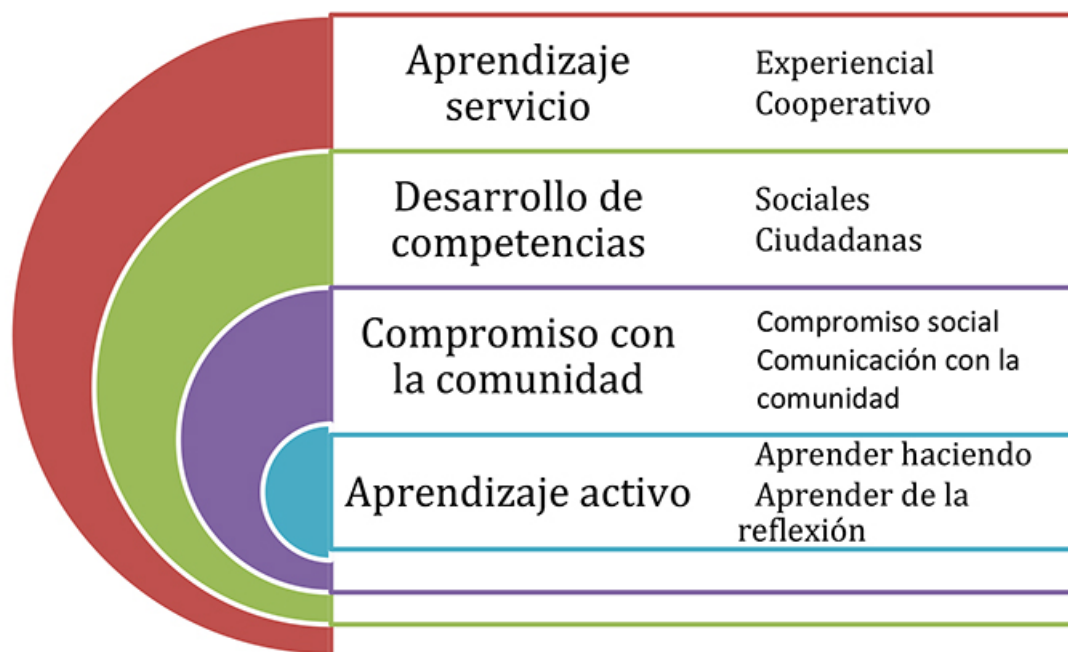 Aprendizaje
servicio
Experiencial
Cooperativo
Desarrollo de
competencias
Sociales
Ciudadanas
Compromiso con
la comunidad
Compromiso social
Comunicación con la
comunidad
Aprendizaje activo
Aprender haciendo
Aprender de la
reflexión